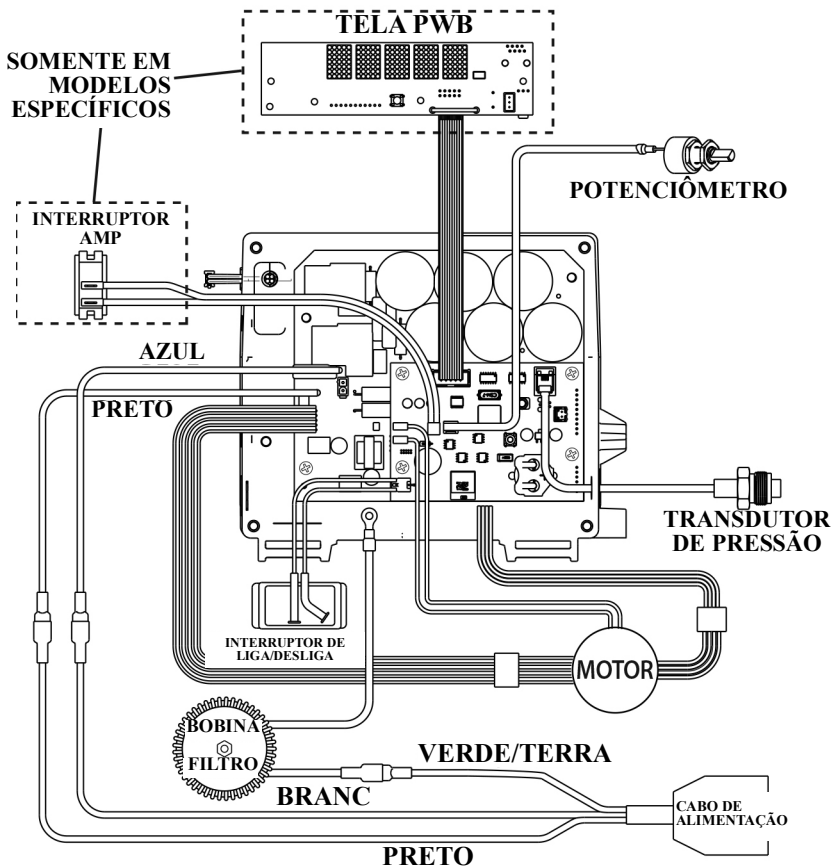 TELA PWB
SOMENTE EM
MODELOS
ESPECÍFICOS
POTENCIÔMETRO
INTERRUPTOR
AMP
AZUL
PRETO
TRANSDUTOR
DE PRESSÃO
INTERRUPTOR DE
LIGA/DESLIGA
MOTOR
BOBINA
FILTRO
VERDE/TERRA
BRANC
CABO DE
ALIMENTAÇÃO
PRETO